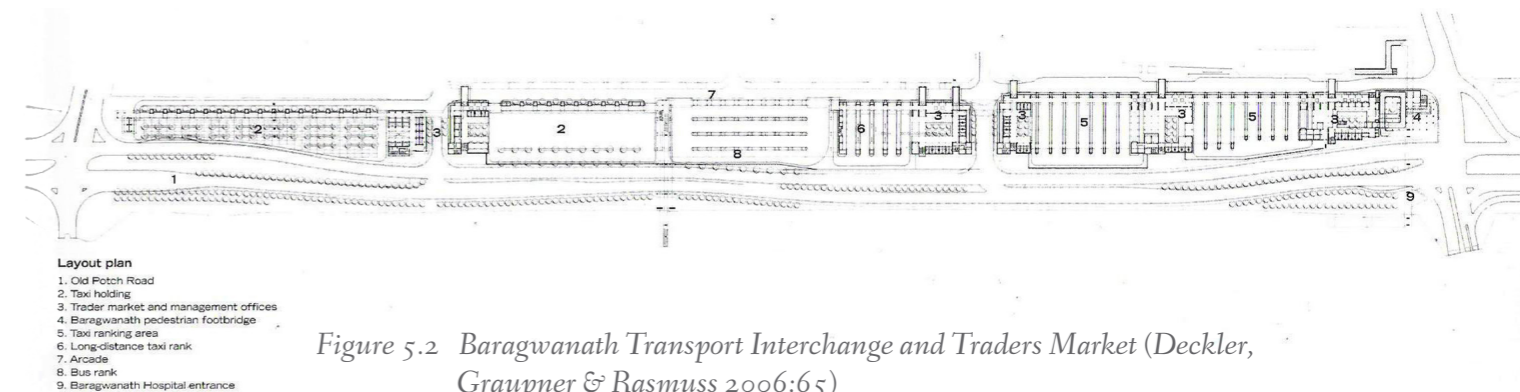 7
2
3
2
6
3
3
5
3
5
3
4
8
1
9
Layout plan
1. Old Potch Road
2. Taxi holding
3. Trader market and management offices
4. Baragwanath pedestrian footbridge
5. Taxi ranking area
6. Long-distance taxi rank
7. Arcade
8. Bus rank
9. Baragwanath Hospital entrance
Figure 5.2 Baragwanath Transport Interchange and Traders Market (Deckler,
Graupner & Rasmuss 2006:65)